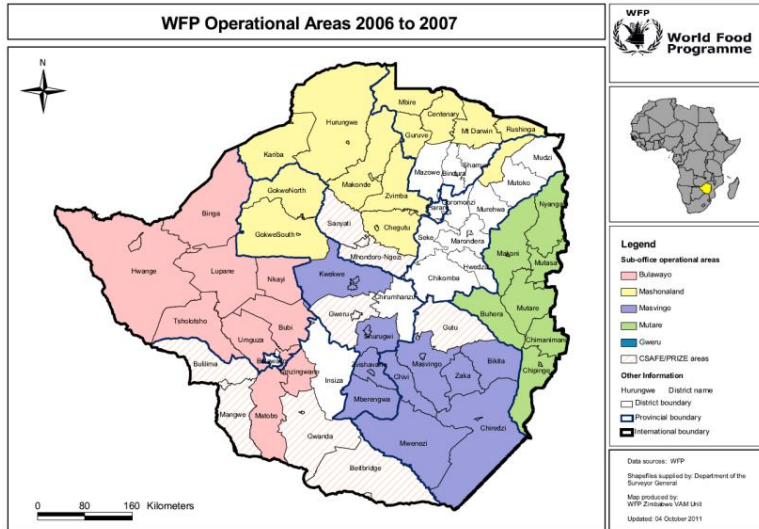 WFP Operational Areas 2006 to 2007
WFP
World Food
Programme
N
Mbire
Centenary
Mt Darwin
Rushinga
Guruve
Hurungwe
Mudzi
Kariba
Mazowe
Bindura
Mutoko
Makonde
Zvimba
GokweNorth
Nyanga
Murehwa
Goromonzi
Sanyati
Chegutu
Binga
GokweSouth
Seke
Marondera
Makoni
Mutasa
Mhondoro-Ngezi
Hwedza
Hwange
Lupane
Nkayi
Kwekwe
Chikomba
Chirumhanzu
Buhera
Mutare
Gweru
Gutu
Tsholotsho
Bubi
Shurugwi
Chimanimani
Umguza
Bulilima
Insiza
Zvishavane
Masvingo
Bikita
Chivi
Zaka
Chipinge
Mberengwa
Mangwe
Matobo
Gwanda
Mwenezi
Chiredzi
Beitbridge
0 80 160 Kilometers
Legend
Sub-office operational areas
Bulawayo
Mashonaland
Masvingo
Mutare
Gweru
CSAFE/PRIZE areas
Other Information
Hurungwe District name
District boundary
Provincial boundary
International boundary
Data sources: WFP
Shapefiles supplied by: Department of the
Surveyor General
Map produced by:
WFP Zimbabwe VAM Unit
Updated: 04 October 2011